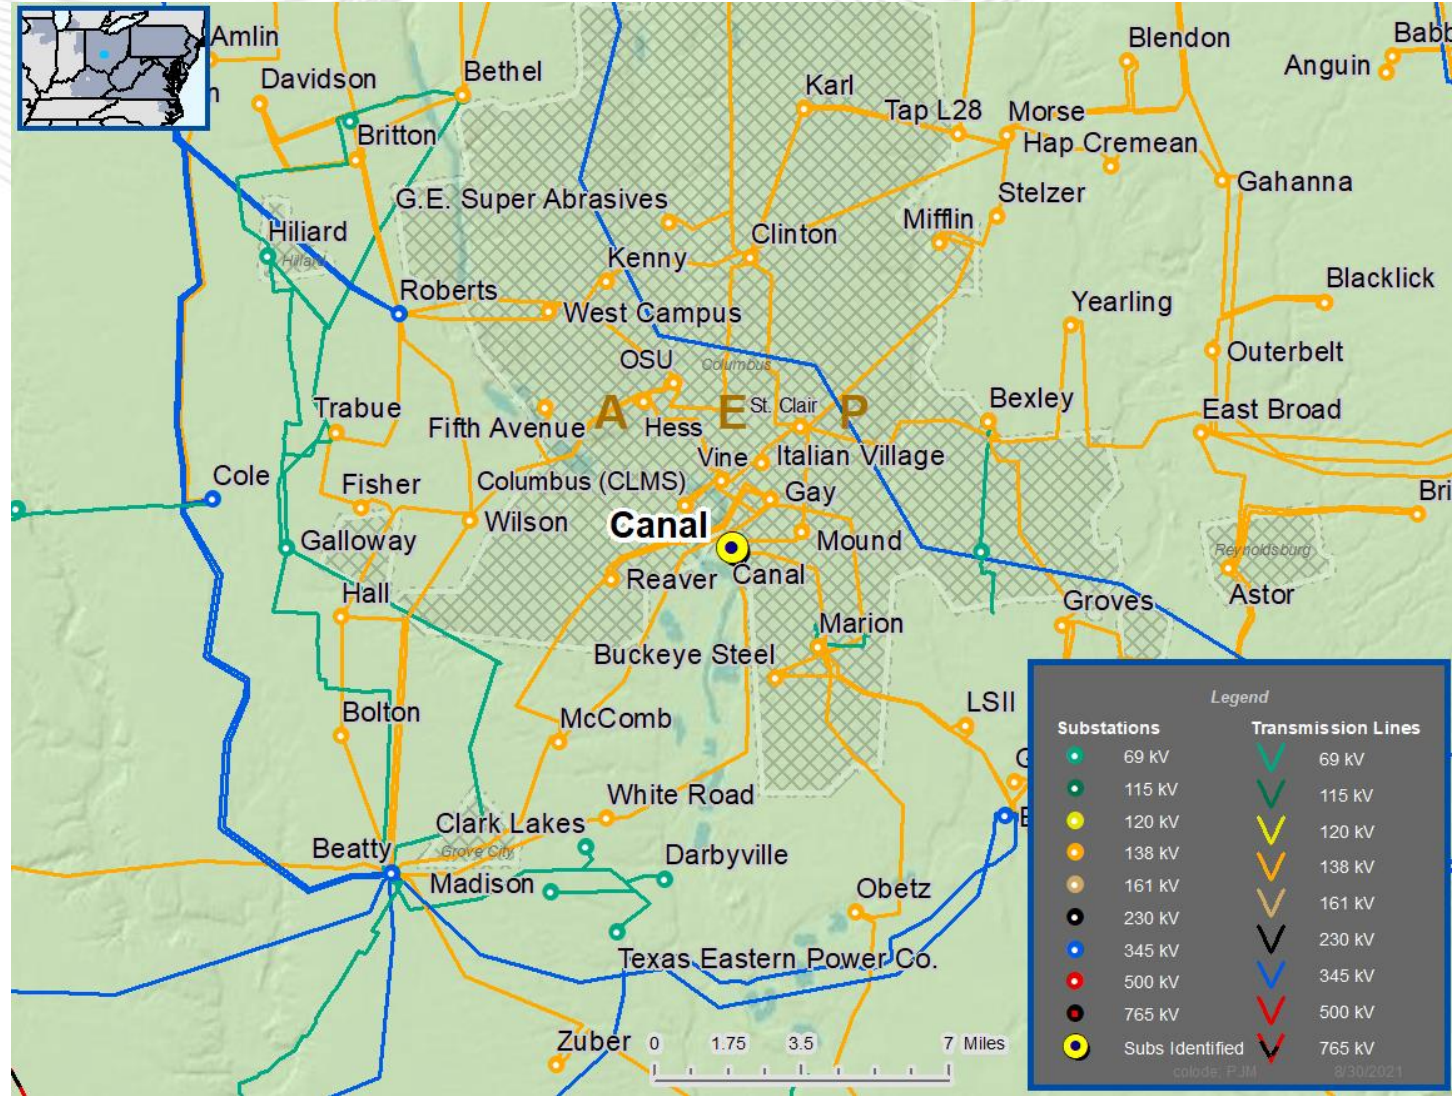 Amlin
Davidson
n
Britton
Bethel
Karl
Tap L28
Morse
Blendon
Anguin
Babb
Hap Cremean
Stelzer
Gahanna
G.E. Super Abrasives
Mifflin
Clinton
Hiliard
Hillard
Kenny
Blacklick
Roberts
West Campus
Yearling
OSU
Columbus
Outerbelt
Trabue
A E P
St. Clair
Bexley
East Broad
Fifth Avenue
Hess
Vine
Italian Village
Cole
Fisher
Columbus (CLMS)
Gay
Bri
Canal
Wilson
Galloway
Mound
Reynoldsburg
Reaver
Canal
Astor
Hall
Groves
Marion
Buckeye Steel
Bolton
McComb
LSII
G
White Road
Clark Lakes
E
Beatty
Grove City
Darbyville
Madison
Obetz
Texas Eastern Power Co.
Zuber
0 1.75 3.5 7 Miles
Legend
Substations Transmission Lines
69 kV 69 kV
115 kV 115 kV
120 kV 120 kV
138 kV 138 kV
161 kV 161 kV
230 kV 230 kV
345 kV 345 kV
500 kV 500 kV
765 kV 765 kV
Subs Identified
colode, PJM 8/30/2021